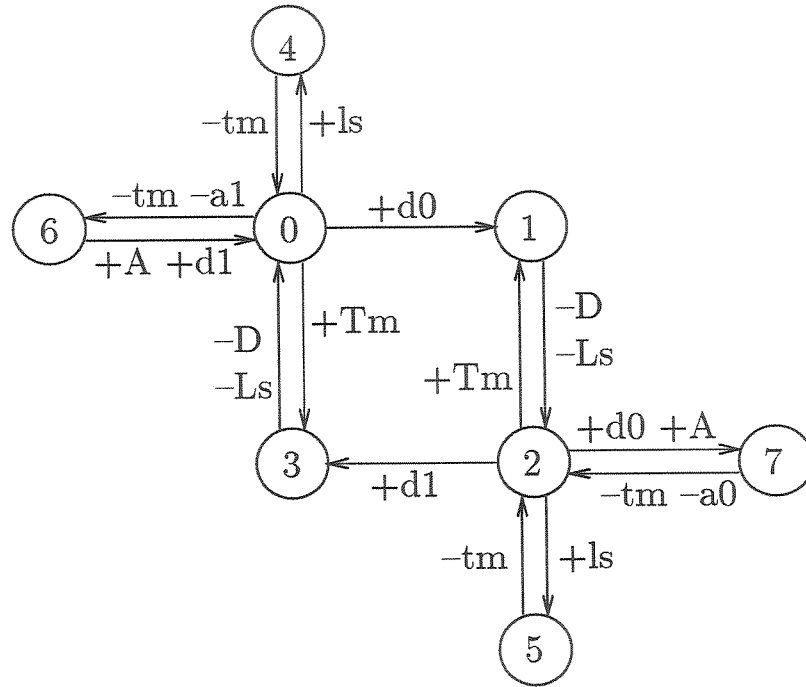 4
–tm +ls
–tm –a1
+d0
6
0
1
+A +d1
–D
–Ls
+Tm
–D
–Ls
+Tm
+d0 +A
3
2
7
+d1
–tm –a0
–tm +ls
5